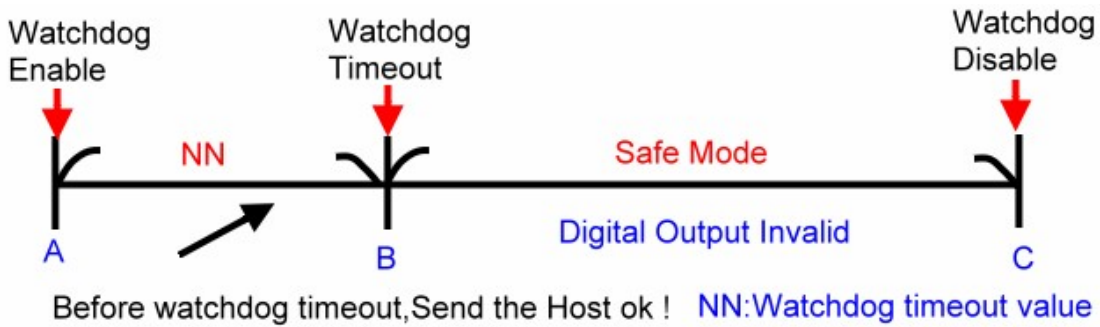 Watchdog
Enable
Watchdog
Timeout
Watchdog
Disable
NN
Safe Mode
A
B
Digital Output Invalid
C
Before watchdog timeout,Send the Host ok !
NN:Watchdog timeout value